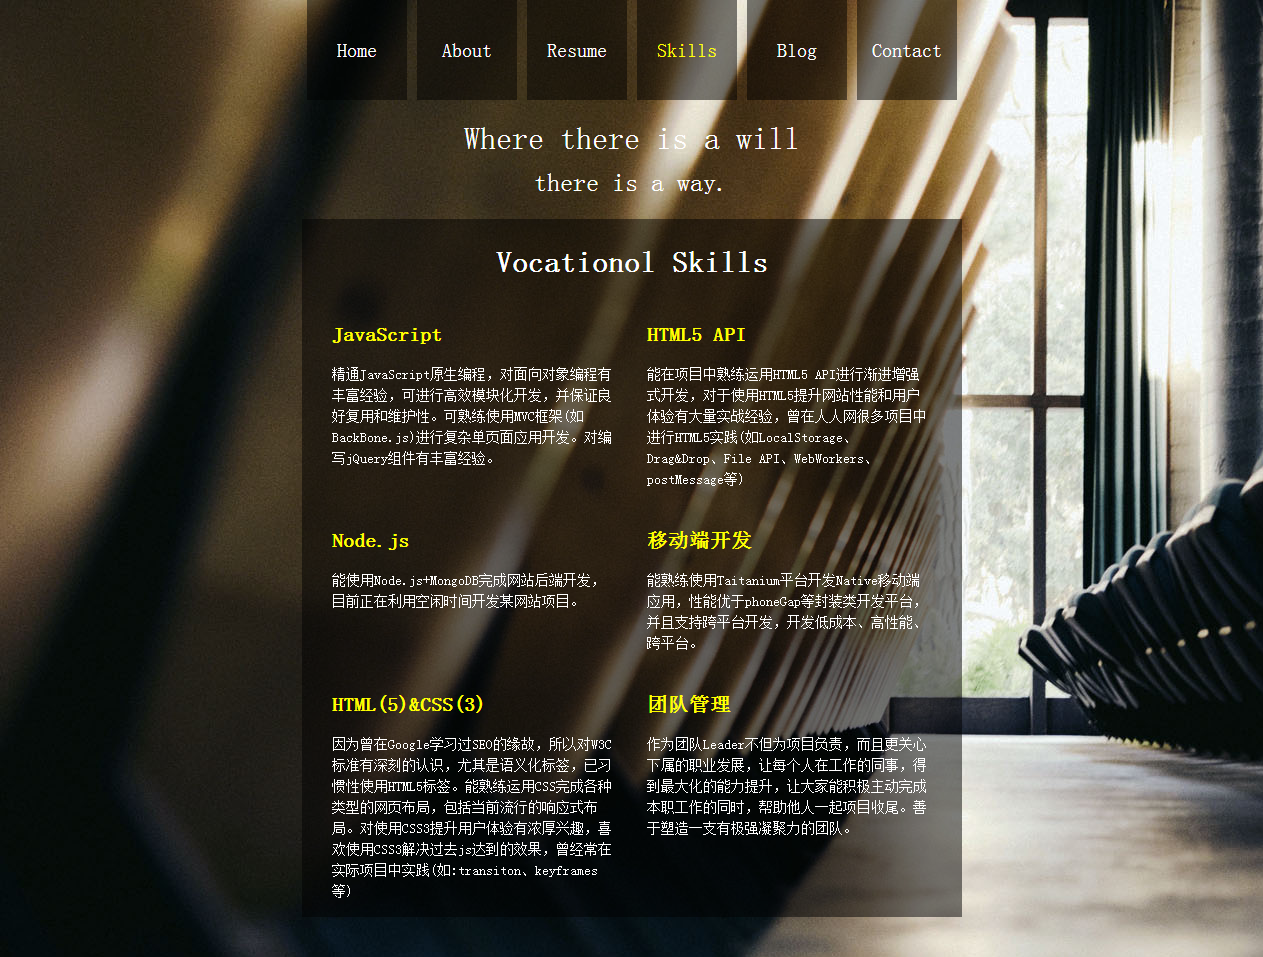 Home About Resume Skills Blog Contact
Where there is a will
there is a way.
Vocationol Skills
JavaScript
精通JavaScript原生编程，对面向对象编程有
丰富经验，可进行高效模块化开发，并保证良
好复用和维护性。可熟练使用MVC框架(如
BackBone.js)进行复杂单页面应用开发。对编
写jQuery组件有丰富经验。
HTML5 API
能在项目中熟练运用HTML5 API进行渐进增强
式开发，对于使用HTML5提升网站性能和用户
体验有大量实战经验，曾在人人网很多项目中
进行HTML5实践(如LocalStorage、
Drag&Drop、File API、WebWorkers、
postMessage等)
Node.js
能使用Node.js+MongoDB完成网站后端开发，
目前正在利用空闲时间开发某网站项目。
移动端开发
能熟练使用Taitanium平台开发Native移动端
应用，性能优于phoneGap等封装类开发平台，
并且支持跨平台开发，开发低成本、高性能、
跨平台。
HTML(5)&CSS(3)
因为曾在Google学习过SEO的缘故，所以对W3C
标准有深刻的认识，尤其是语义化标签，已习
惯性使用HTML5标签。能熟练运用CSS完成各种
类型的网页布局，包括当前流行的响应式布
局。对使用CSS3提升用户体验有浓厚兴趣，喜
欢使用CSS3解决过去js达到的效果，曾经常在
实际项目中实践(如:transiton、keyframes
等)
团队管理
作为团队Leader不但为项目负责，而且更关心
下属的职业发展，让每个人在工作的同事，得
到最大化的能力提升，让大家能积极主动完成
本职工作的同时，帮助他人一起项目收尾。善
于塑造一支有极强凝聚力的团队。